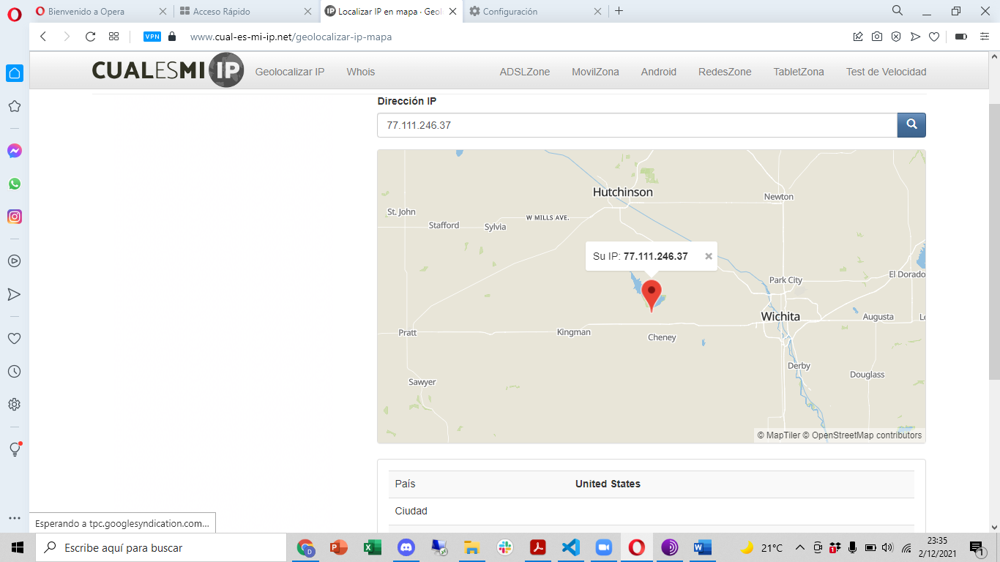 Bienvenido a Opera
Acceso Rápido
Localizar IP en mapa · Geol
Configuración
VPN
www.cual-es-mi-ip.net/geolocalizar-ip-mapa
CUALESMI IP
Geolocalizar IP
Whois
ADSLZone
MovilZona
Android
RedesZone
TabletZona
Test de Velocidad
Dirección IP
77.111.246.37
Hutchinson
Newton
St. John
W MILLS AVE.
Stafford
Sylvia
Su IP: 77.111.246.37
El Dorado
Park City
Wichita
Augusta
Le
Pratt
Kingman
Cheney
Derby
Douglass
Sawyer
© MapTiler © OpenStreetMap contributors
País
United States
Ciudad
Esperando a tpc.googlesyndication.com...
Escribe aquí para buscar
21°C
23:35
2/12/2021